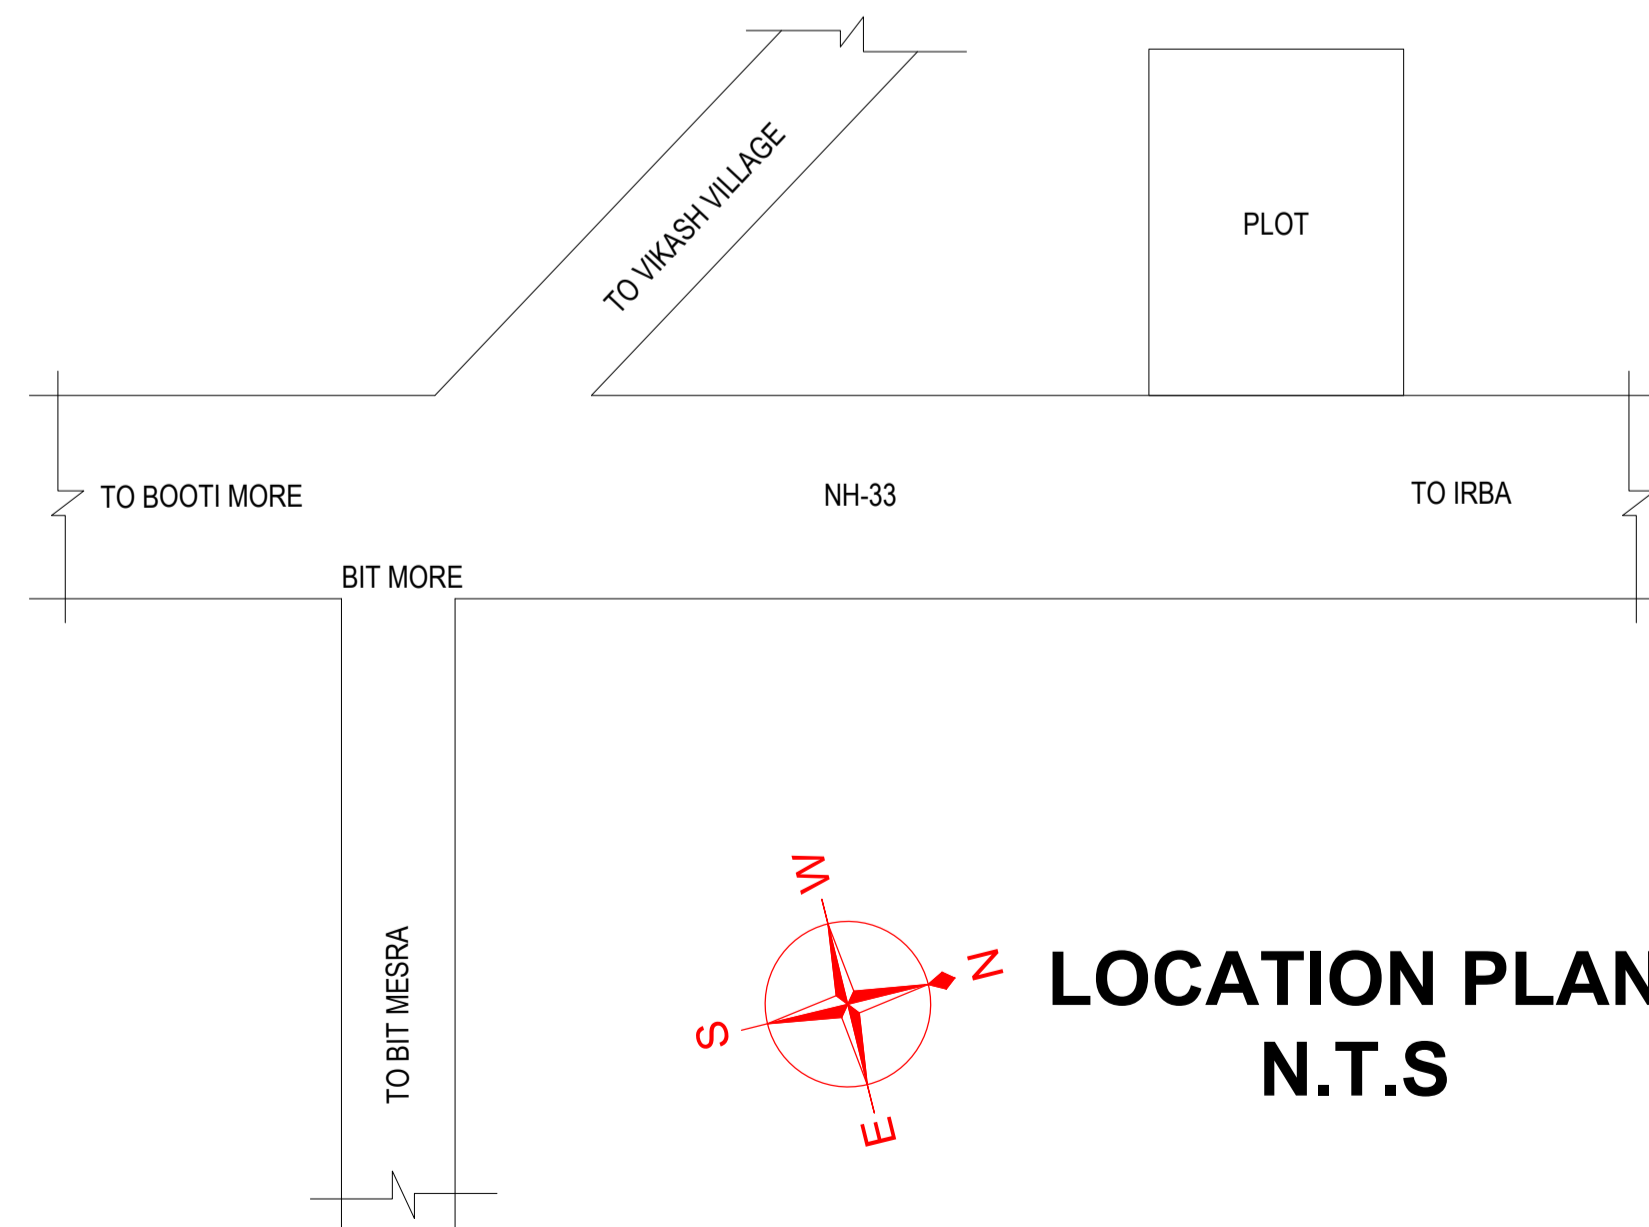 TO VIKASH VILLAGE
PLOT
TO BOOTI MORE
NH-33
TO IRBA
BIT MORE
TO BIT MESRA
W
N
S
E
LOCATION PLAN
N.T.S